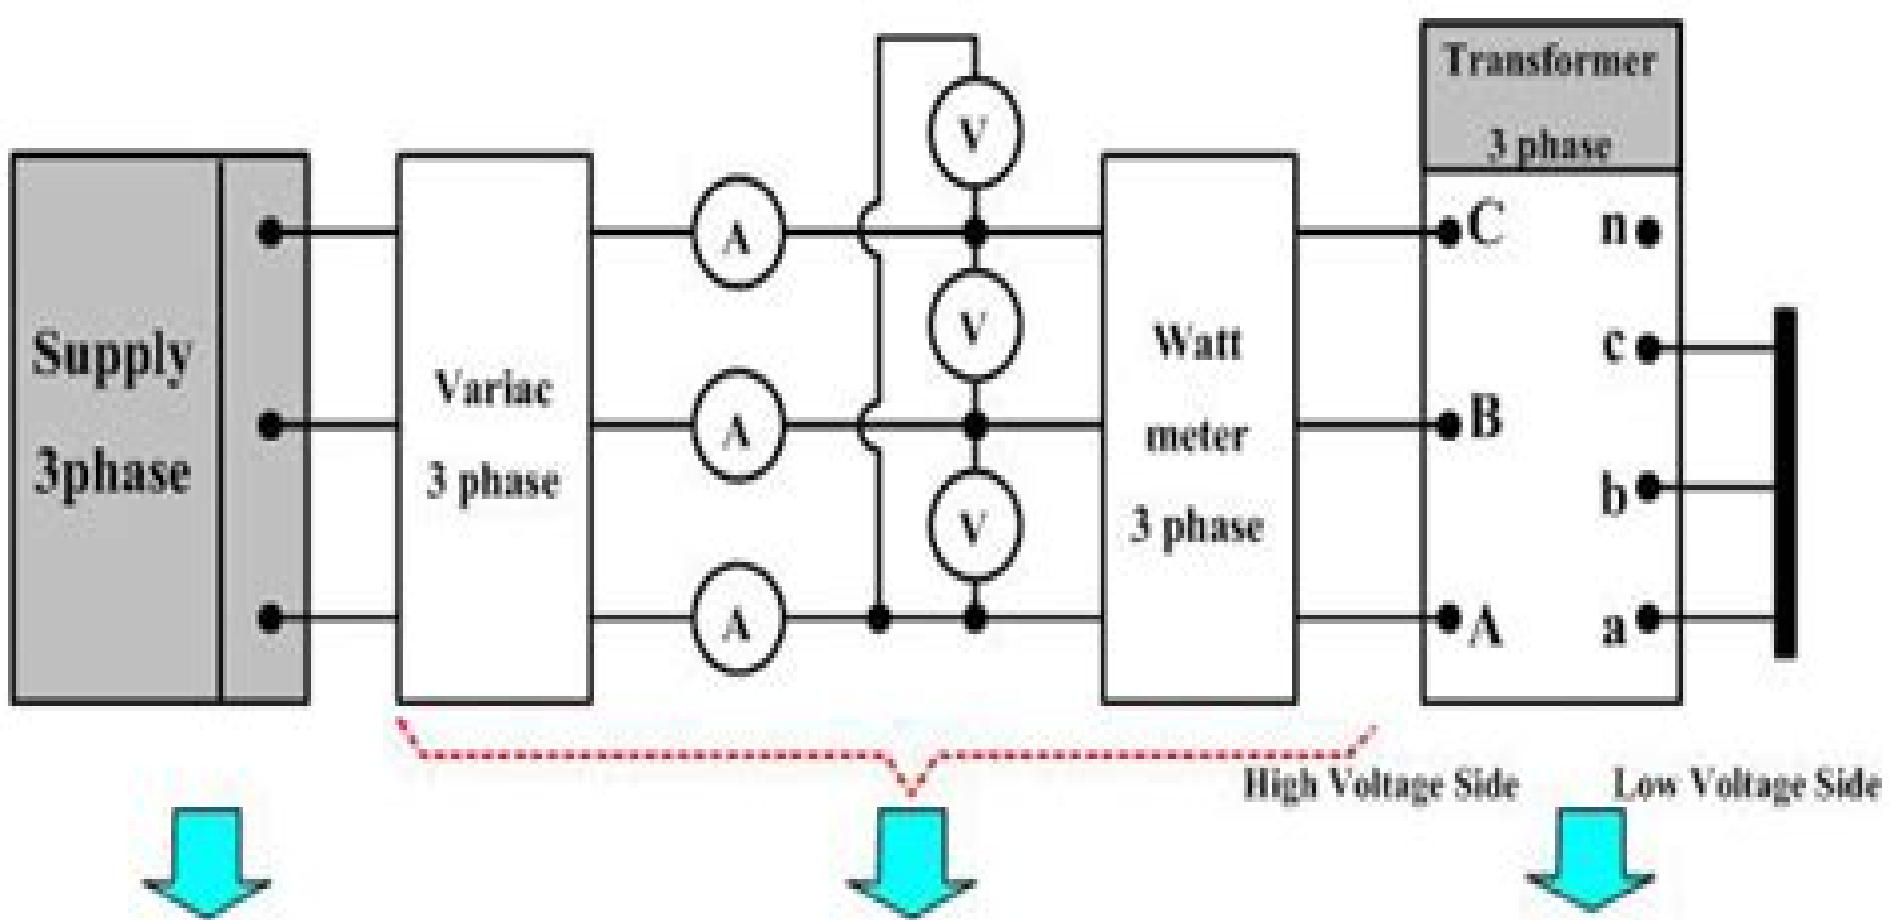 Supply
3phase
Variac
3 phase
A
A
A
V
V
V
Watt
meter
3 phase
Transformer
3 phase
C
B
A
n
c
b
a
High Voltage Side
Low Voltage Side